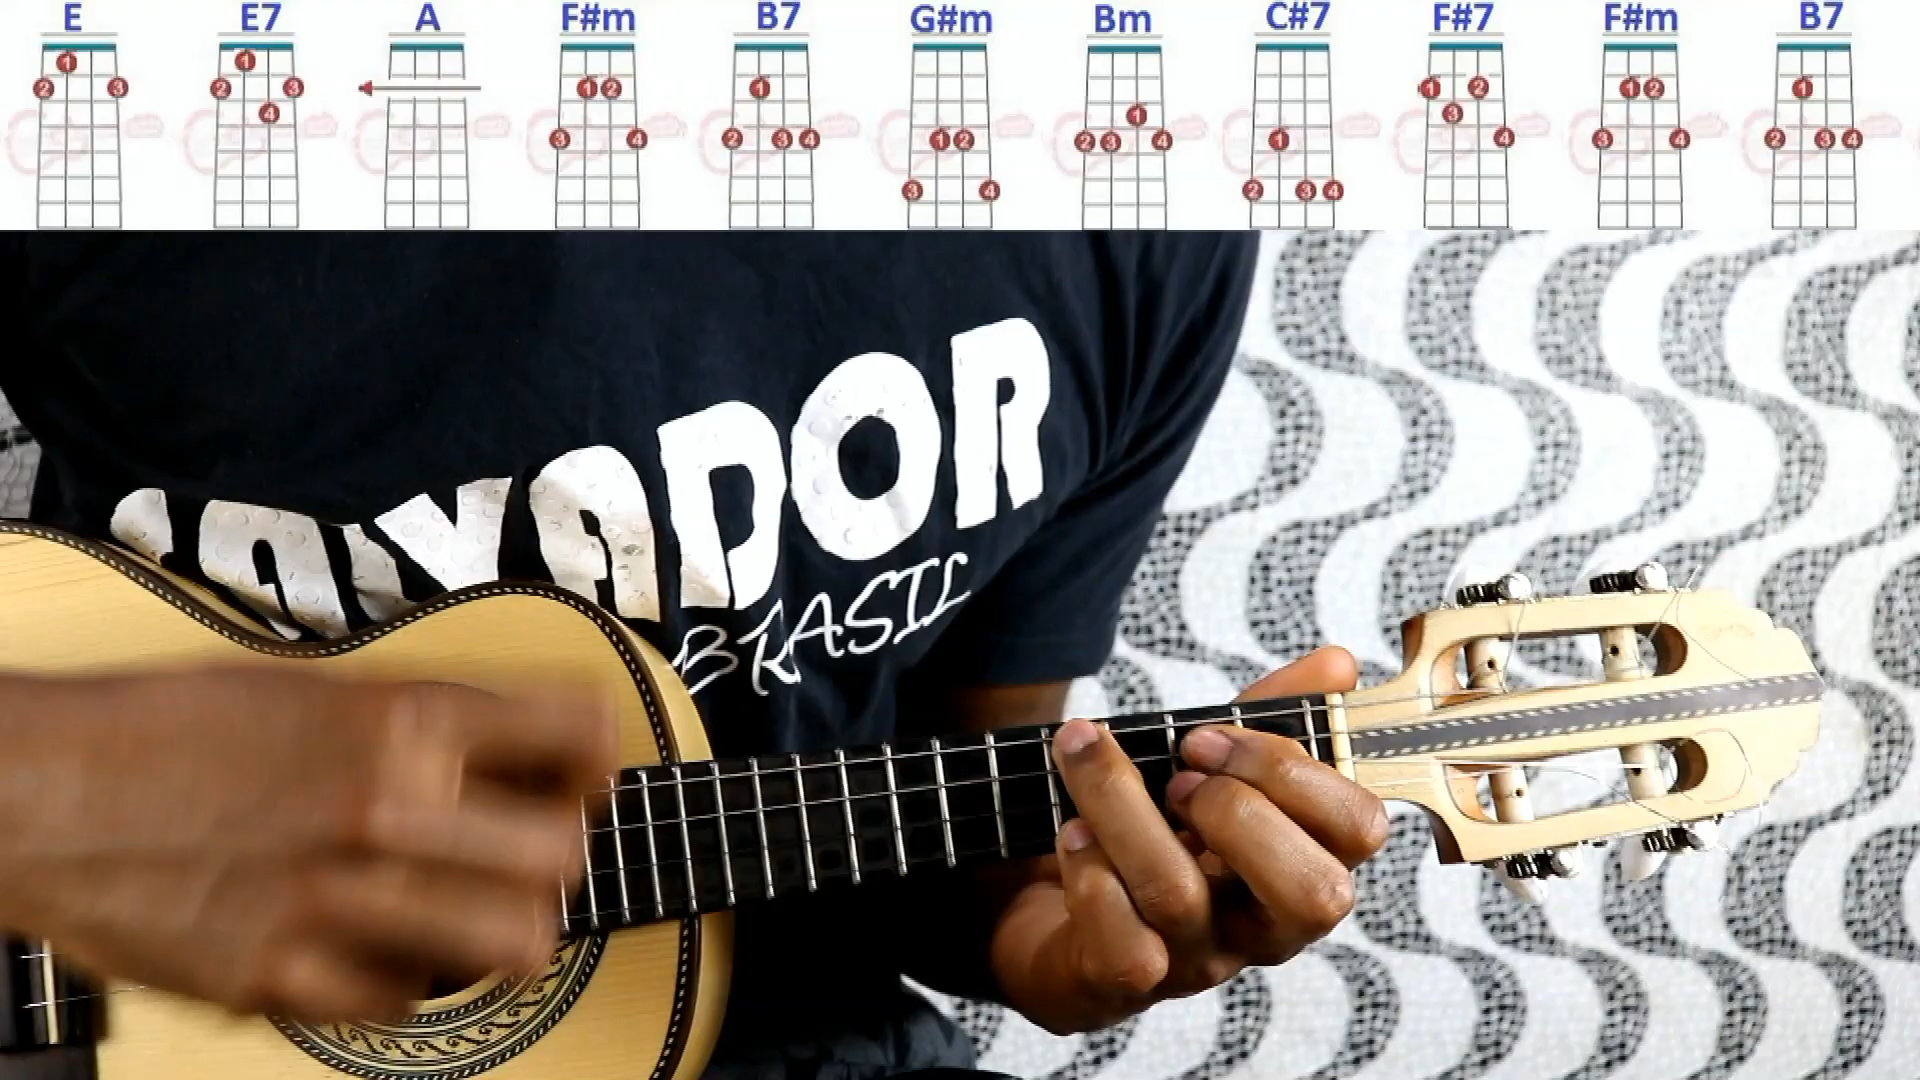 E E7 A F#m B7 G#m Bm C#7 F#7 F#m B7
1 1 1 2 1 1 2 1 1 1 2 1 2 1
2 3 2 3 4 3 4 2 3 4 3 4 2 3 4 2 3 4 3 4 3 4 2 3 4
SALVADOR
BRASIL